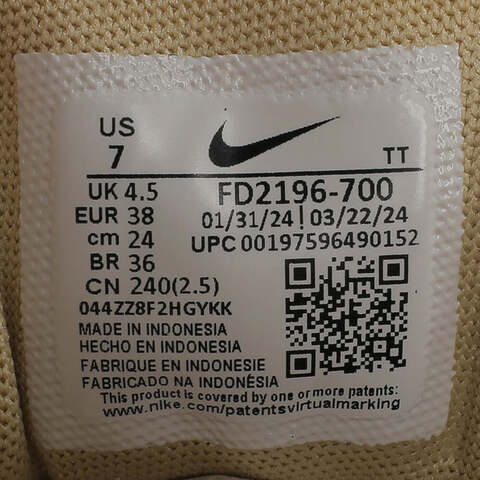 US
7
TT
UK 4.5
EUR 38
cm 24
BR 36
CN 240(2.5)
FD2196-700
01/31/24 | 03/22/24
UPC 00197596490152
044ZZ8F2HGYKK
MADE IN INDONESIA
HECHO EN INDONESIA
FABRIQUE EN INDONESIE
FABRICADO NA INDONÉSIA
This product is covered by one or more patents:
www.nike.com/patentsvirtualmarking